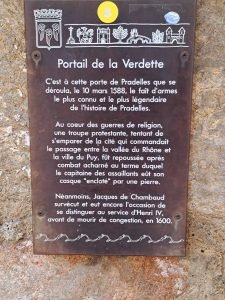 Portail de la Verdette
C'est à cette porte de Pradelles que se
déroula, le 10 mars 1588, le fait d'armes
le plus connu et le plus légendaire
de l'histoire de Pradelles.
Au coeur des guerres de religion,
une troupe protestante, tentant de
s'emparer de la cité qui commandait
le passage entre la vallée du Rhône et
la ville du Puy, fût repoussée après
combat acharné au terme duquel
le capitaine des assaillants eût son
casque "encloté" par une pierre.
Néanmoins, Jacques de Chambaud
survécut et eut encore l'occasion de
se distinguer au service d'Henri IV,
avant de mourir de congestion, en 1600.